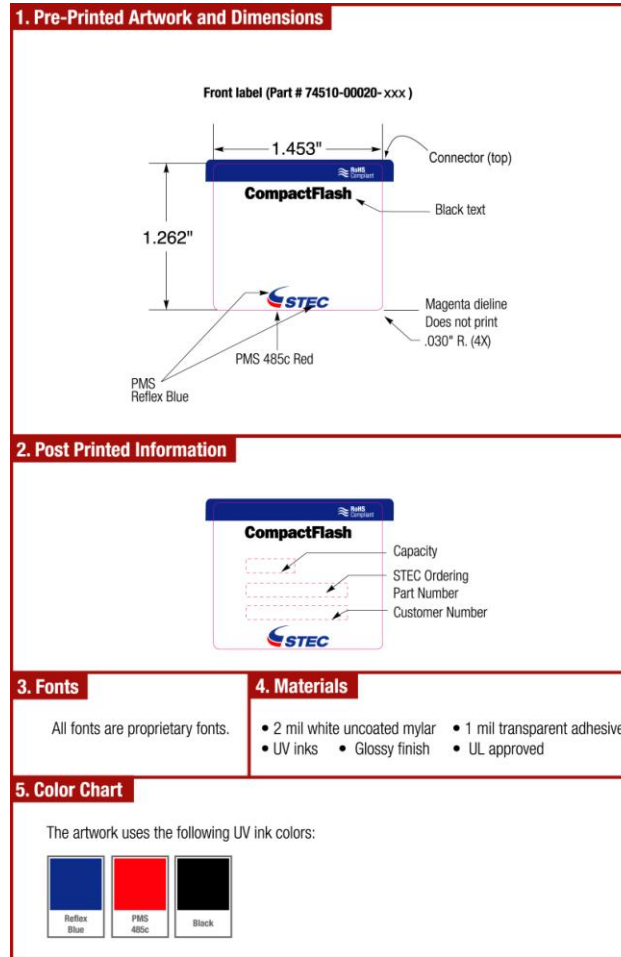 1. Pre-Printed Artwork and Dimensions
Front label (Part # 74510-00020-xxx )
1.453"
Connector (top)
RoHS
Compliant
CompactFlash
Black text
1.262"
STEC
Magenta dieline
Does not print
.030" R. (4X)
PMS 485c Red
PMS
Reflex Blue
2. Post Printed Information
RoHS
Compliant
CompactFlash
Capacity
STEC Ordering
Part Number
Customer Number
STEC
3. Fonts
All fonts are proprietary fonts.
4. Materials
• 2 mil white uncoated mylar • 1 mil transparent adhesive
• UV inks • Glossy finish • UL approved
5. Color Chart
The artwork uses the following UV ink colors:
Reflex
Blue
PMS
485c
Black